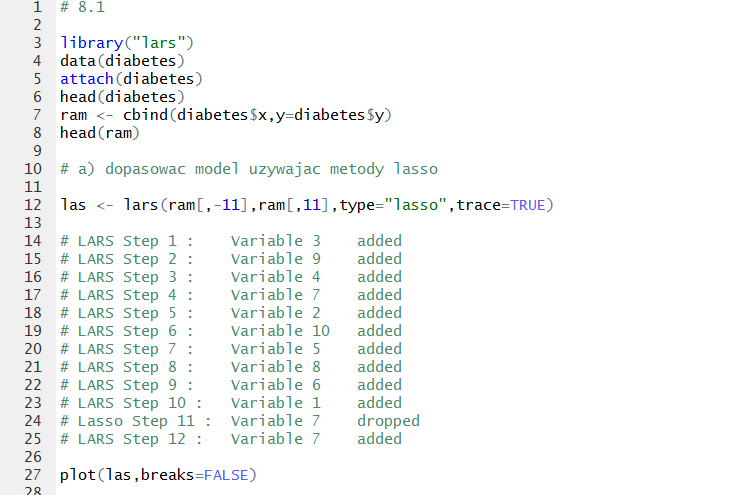 1 # 8.1
2
3 library("lars")
4 data(diabetes)
5 attach(diabetes)
6 head(diabetes)
7 ram <- cbind(diabetes$x,y=diabetes$y)
8 head(ram)
9
10 # a) dopasowac model uzywajac metody lasso
11
12 las <- lars(ram[,-11],ram[,11],type="lasso",trace=TRUE)
13
14 # LARS Step 1 : Variable 3 added
15 # LARS Step 2 : Variable 9 added
16 # LARS Step 3 : Variable 4 added
17 # LARS Step 4 : Variable 7 added
18 # LARS Step 5 : Variable 2 added
19 # LARS Step 6 : Variable 10 added
20 # LARS Step 7 : Variable 5 added
21 # LARS Step 8 : Variable 8 added
22 # LARS Step 9 : Variable 6 added
23 # LARS Step 10 : Variable 1 added
24 # Lasso Step 11 : Variable 7 dropped
25 # LARS Step 12 : Variable 7 added
26
27 plot(las,breaks=FALSE)
28